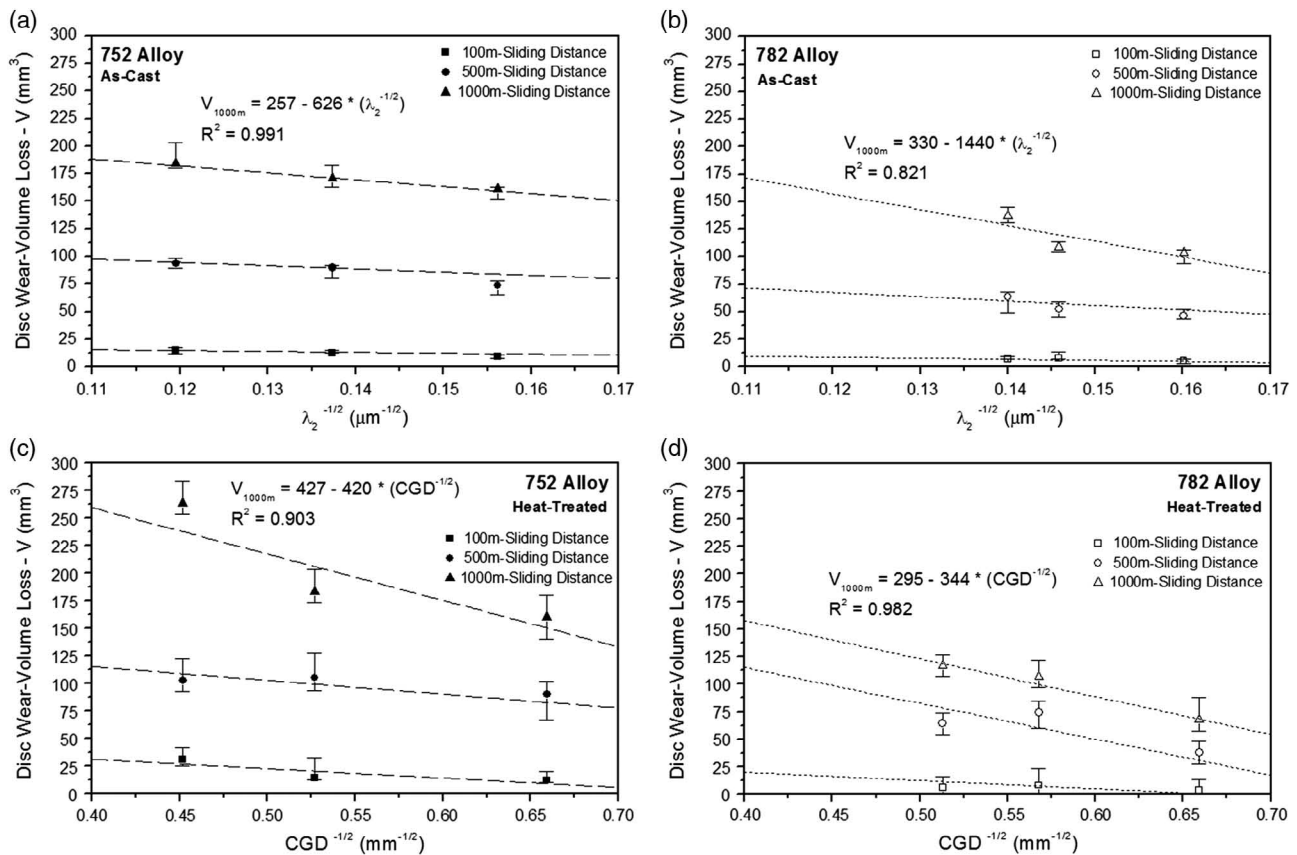 (a)
752 Alloy
As-Cast
100m-Sliding Distance
500m-Sliding Distance
1000m-Sliding Distance
V1000m = 257 - 626 * (λ2^-1/2)
R² = 0.991
Disc Wear-Volume Loss - V (mm³)
300
275
250
225
200
175
150
125
100
75
50
25
0
0.11 0.12 0.13 0.14 0.15 0.16 0.17
λ2^-1/2 (μm^-1/2)
(b)
782 Alloy
As-Cast
100m-Sliding Distance
500m-Sliding Distance
1000m-Sliding Distance
V1000m = 330 - 1440 * (λ2^-1/2)
R² = 0.821
Disc Wear-Volume Loss - V (mm³)
300
275
250
225
200
175
150
125
100
75
50
25
0
0.11 0.12 0.13 0.14 0.15 0.16 0.17
λ2^-1/2 (μm^-1/2)
(c)
752 Alloy
Heat-Treated
V1000m = 427 - 420 * (CGD^-1/2)
R² = 0.903
100m-Sliding Distance
500m-Sliding Distance
1000m-Sliding Distance
Disc Wear-Volume Loss - V (mm³)
300
275
250
225
200
175
150
125
100
75
50
25
0
0.40 0.45 0.50 0.55 0.60 0.65 0.70
CGD^-1/2 (mm^-1/2)
(d)
782 Alloy
Heat-Treated
100m-Sliding Distance
500m-Sliding Distance
1000m-Sliding Distance
V1000m = 295 - 344 * (CGD^-1/2)
R² = 0.982
Disc Wear-Volume Loss - V (mm³)
300
275
250
225
200
175
150
125
100
75
50
25
0
0.40 0.45 0.50 0.55 0.60 0.65 0.70
CGD^-1/2 (mm^-1/2)